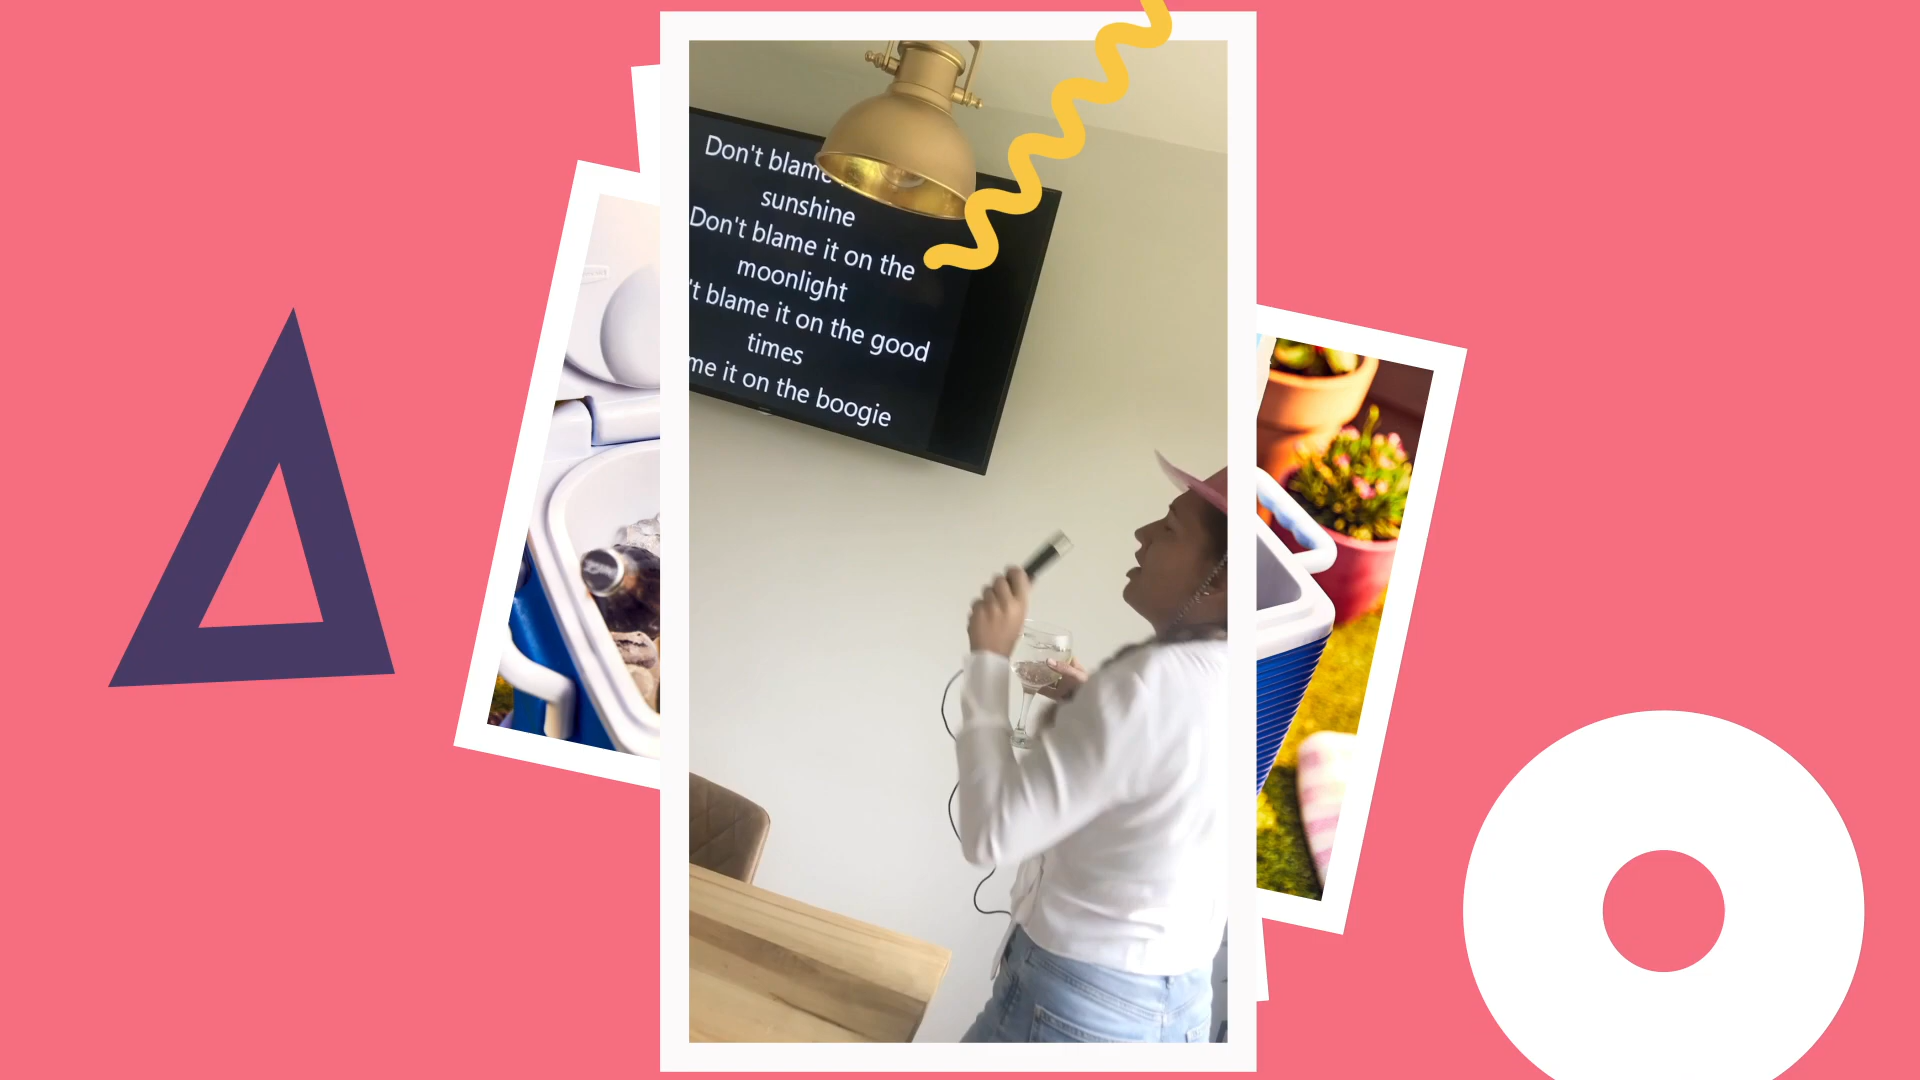 Don't blame
sunshine
Don't blame it on the
moonlight
't blame it on the good
times
me it on the boogie